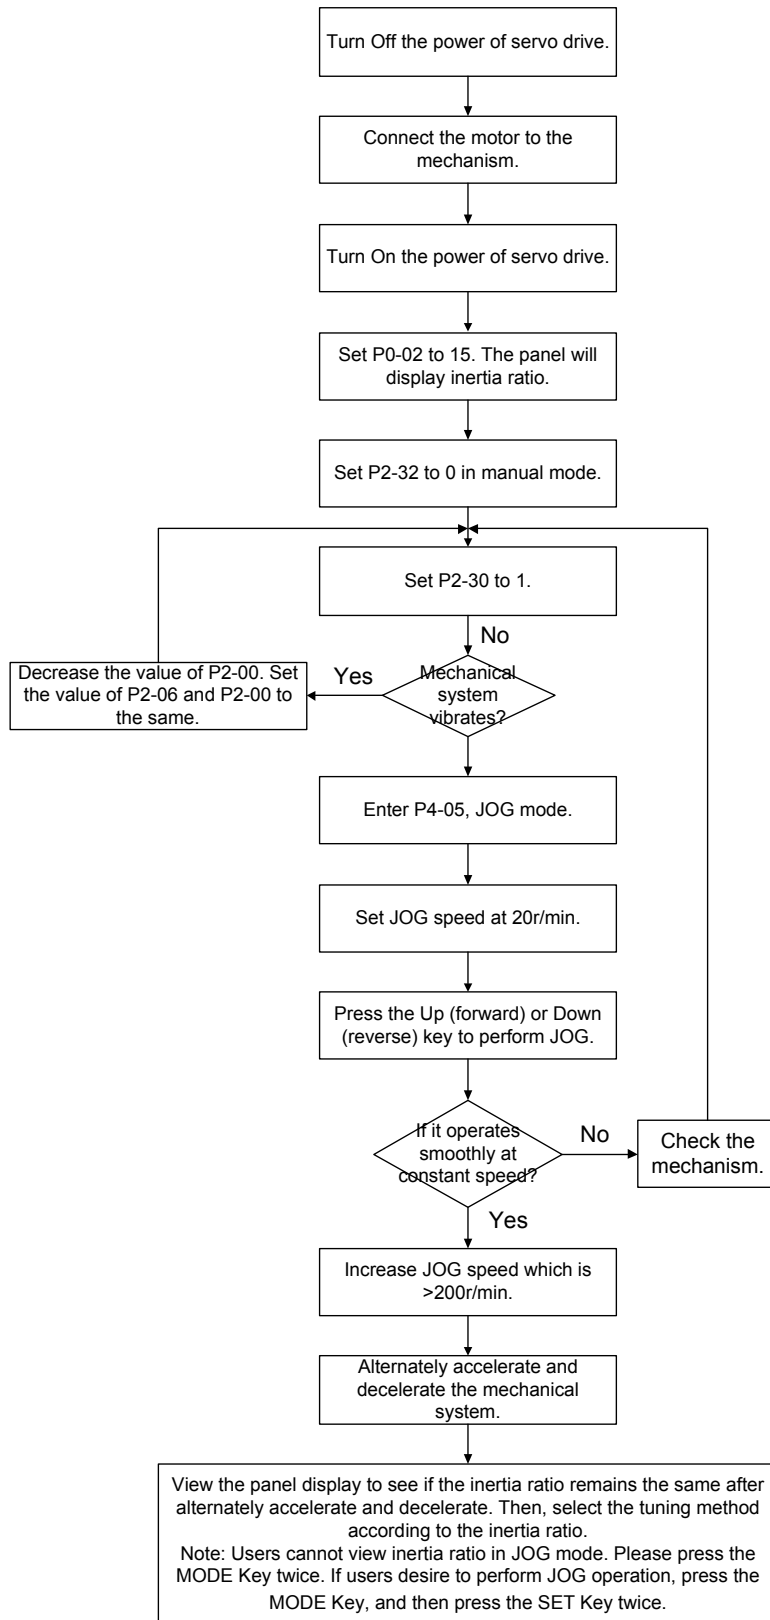 Turn Off the power of servo drive.
Connect the motor to the
mechanism.
Turn On the power of servo drive.
Set P0-02 to 15. The panel will
display inertia ratio.
Set P2-32 to 0 in manual mode.
Set P2-30 to 1.
No
Decrease the value of P2-00. Set
the value of P2-06 and P2-00 to
the same.
Yes
Mechanical
system
vibrates?
Enter P4-05, JOG mode.
Set JOG speed at 20r/min.
Press the Up (forward) or Down
(reverse) key to perform JOG.
If it operates
smoothly at
constant speed?
No
Check the
mechanism.
Yes
Increase JOG speed which is
>200r/min.
Alternately accelerate and
decelerate the mechanical
system.
View the panel display to see if the inertia ratio remains the same after
alternately accelerate and decelerate. Then, select the tuning method
according to the inertia ratio.
Note: Users cannot view inertia ratio in JOG mode. Please press the
MODE Key twice. If users desire to perform JOG operation, press the
MODE Key, and then press the SET Key twice.